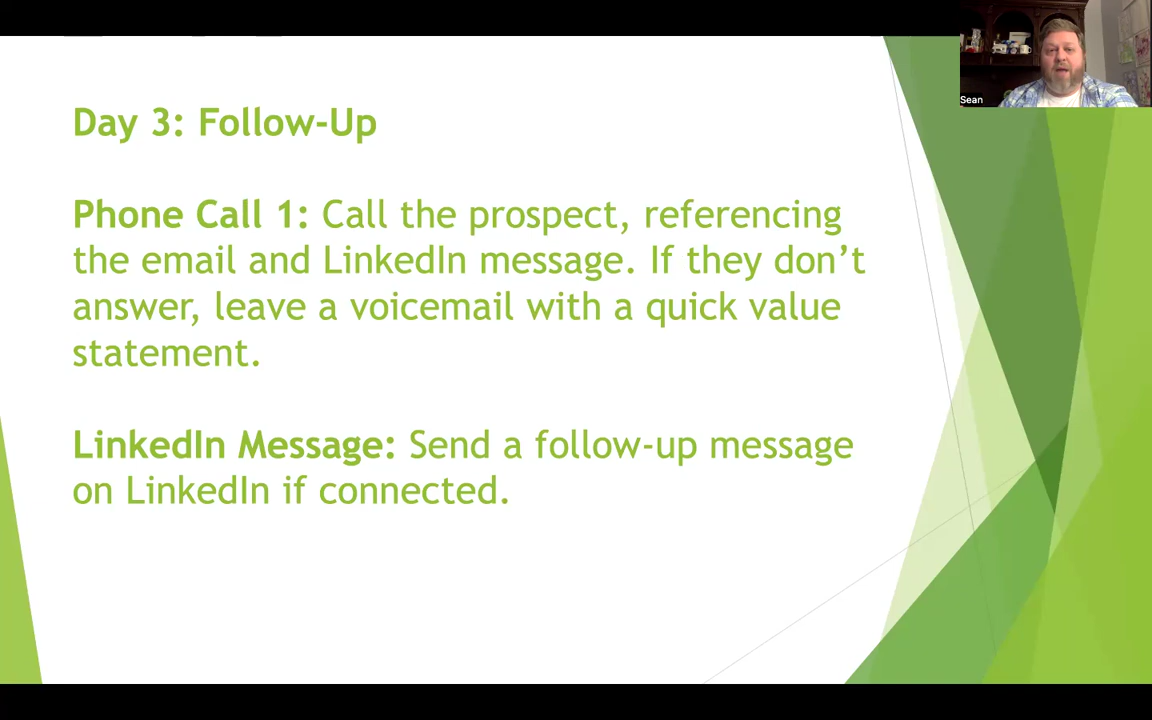 Day 3: Follow-Up
Phone Call 1: Call the prospect, referencing
the email and LinkedIn message. If they don’t
answer, leave a voicemail with a quick value
statement.
LinkedIn Message: Send a follow-up message
on LinkedIn if connected.
Sean